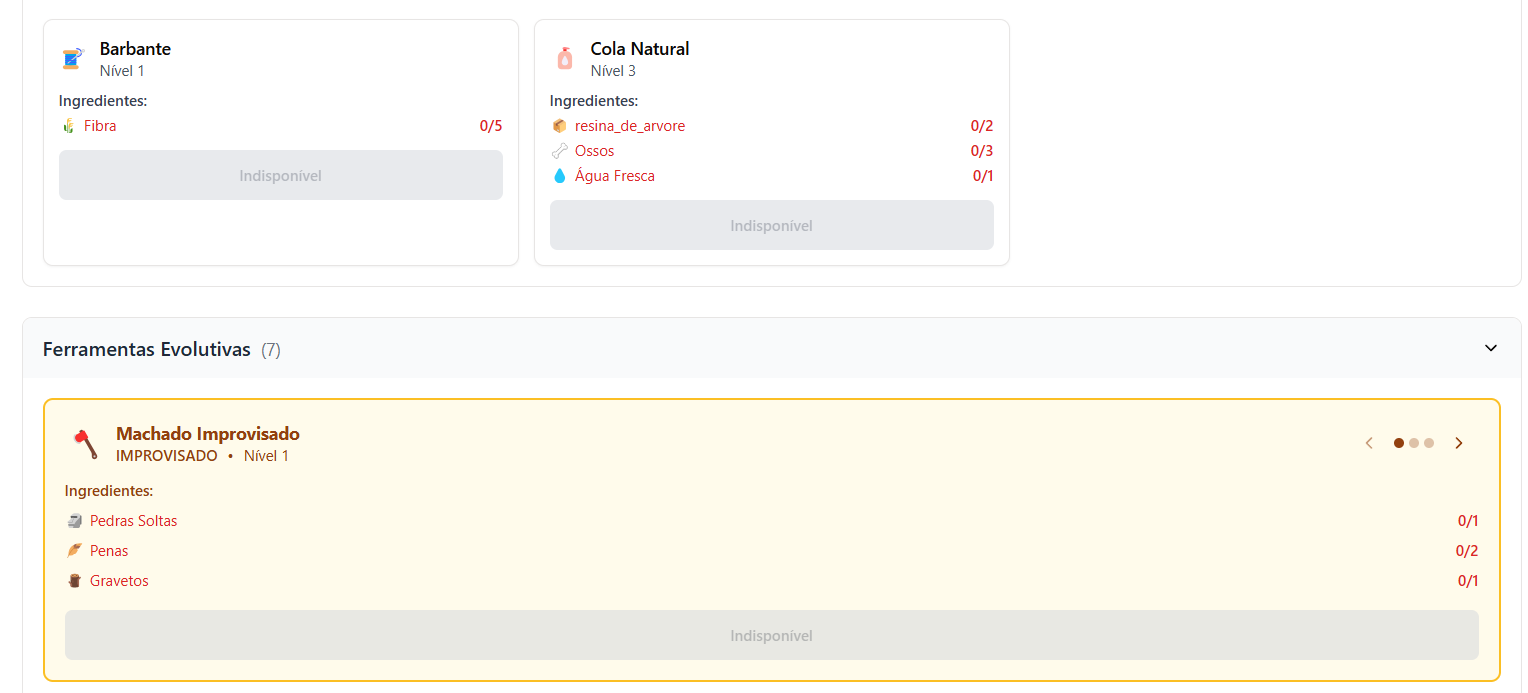 Barbante
Nível 1
Ingredientes:
Fibra 0/5
Indisponível
Cola Natural
Nível 3
Ingredientes:
resina_de_arvore 0/2
Ossos 0/3
Água Fresca 0/1
Indisponível
Ferramentas Evolutivas (7)
Machado Improvisado
IMPROVISADO • Nível 1
Ingredientes:
Pedras Soltas 0/1
Penas 0/2
Gravetos 0/1
Indisponível